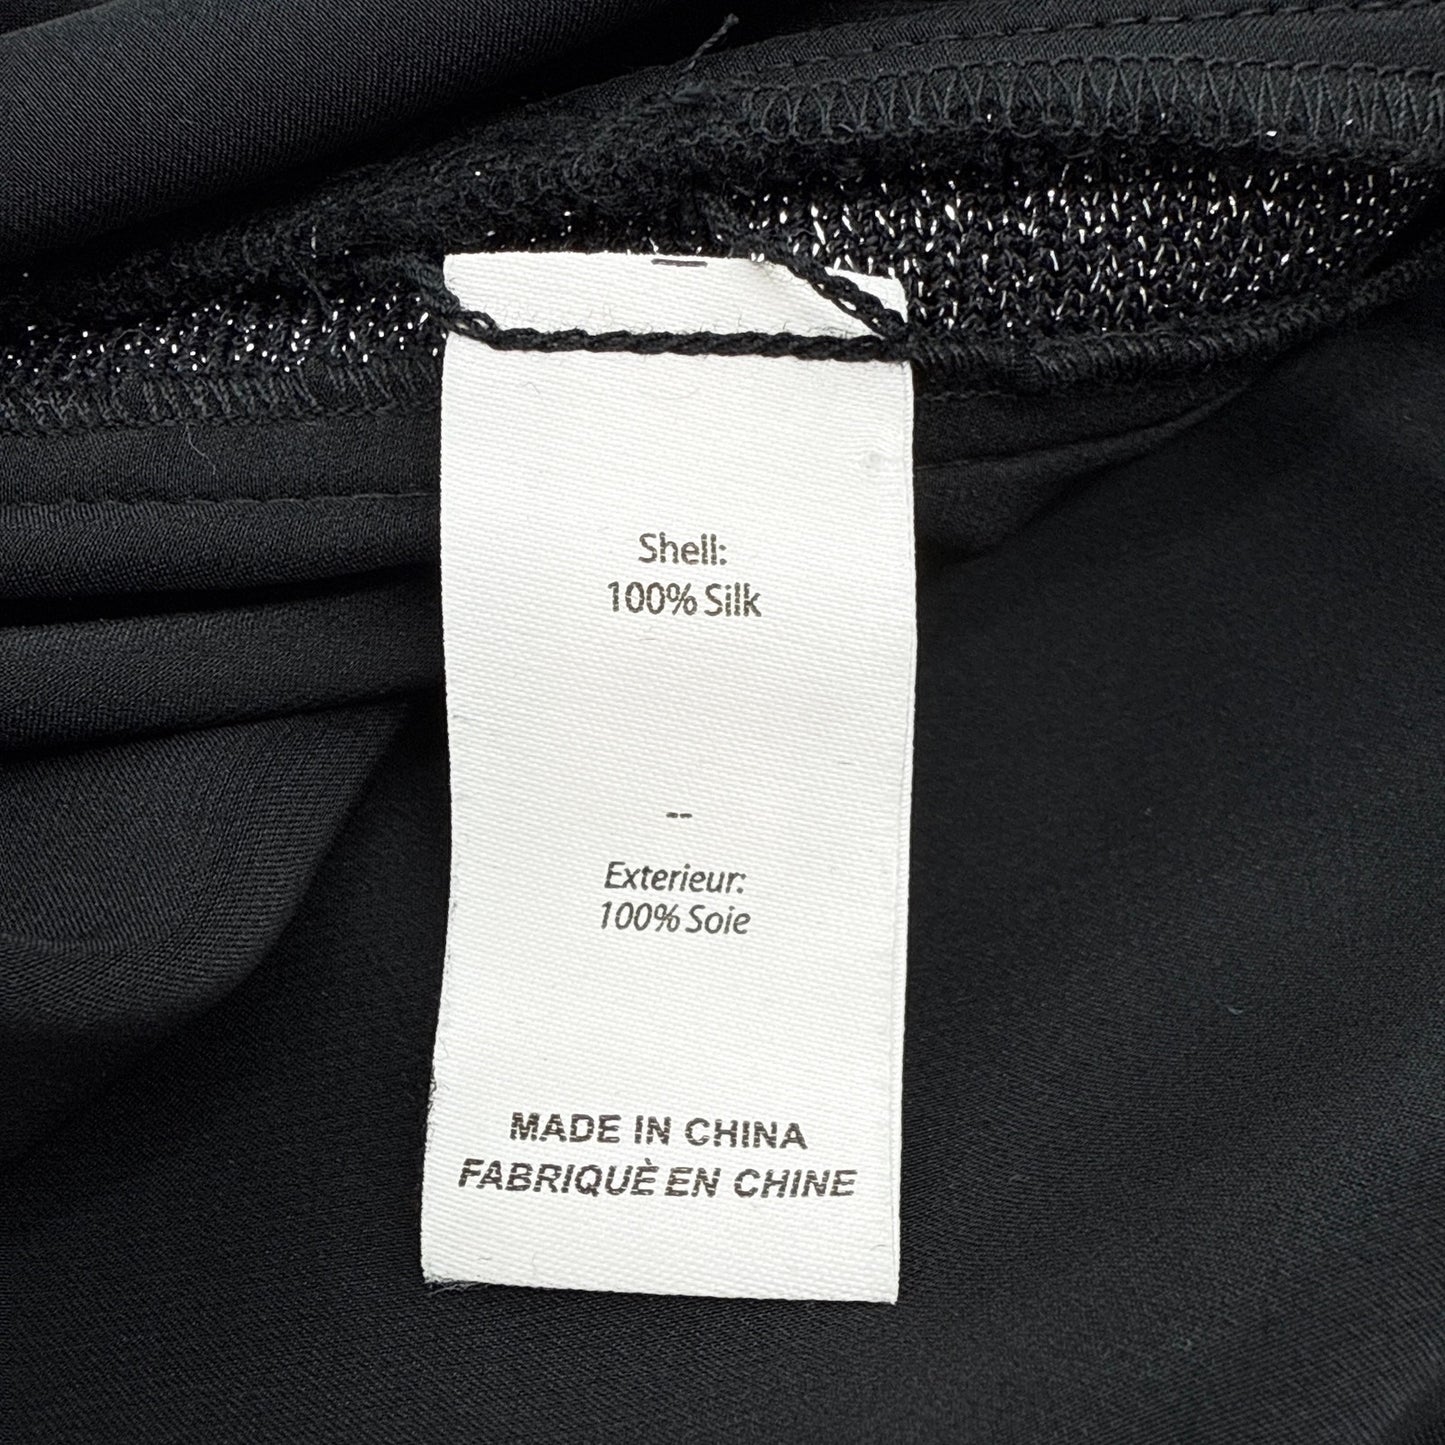 Shell:
100% Silk
--
Exterieur:
100% Soie
MADE IN CHINA
FABRIQUÈ EN CHINE